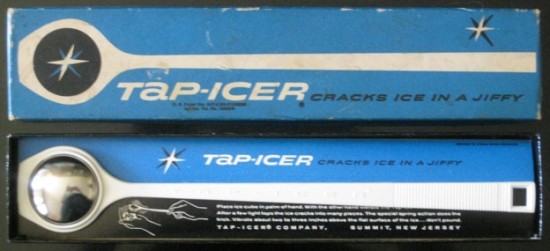 TAP-ICER® CRACKS ICE IN A JIFFY
TAP-ICER CRACKS ICE IN A JIFFY
Place ice cube in palm of hand. With the other hand
After a few light taps the ice cracks into many pieces. The special spring action does the
trick. Vibrate about two to three inches above the flat surface of the ice.....don't pound.
TAP-ICER® COMPANY, SUMMIT, NEW JERSEY